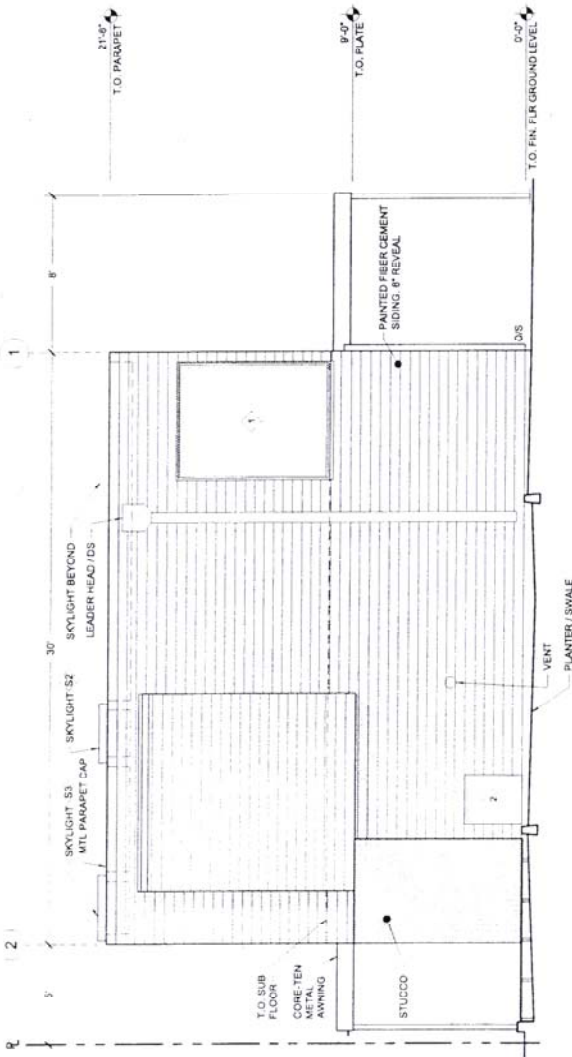 PL
2
1
5'
30'
8'
SKYLIGHT S3
MTL PARAPET CAP
SKYLIGHT S2
SKYLIGHT BEYOND
LEADER HEAD / DS
21'-6"
T.O. PARAPET
1
9'-0"
T.O. PLATE
T.O. SUB
FLOOR
CORE-TEN
METAL
AWNING
PAINTED FIBER CEMENT
SIDING. 6" REVEAL
STUCCO
2
VENT
PLANTER / SWALE
O/S
0'-0"
T.O. FIN. FLR GROUND LEVEL